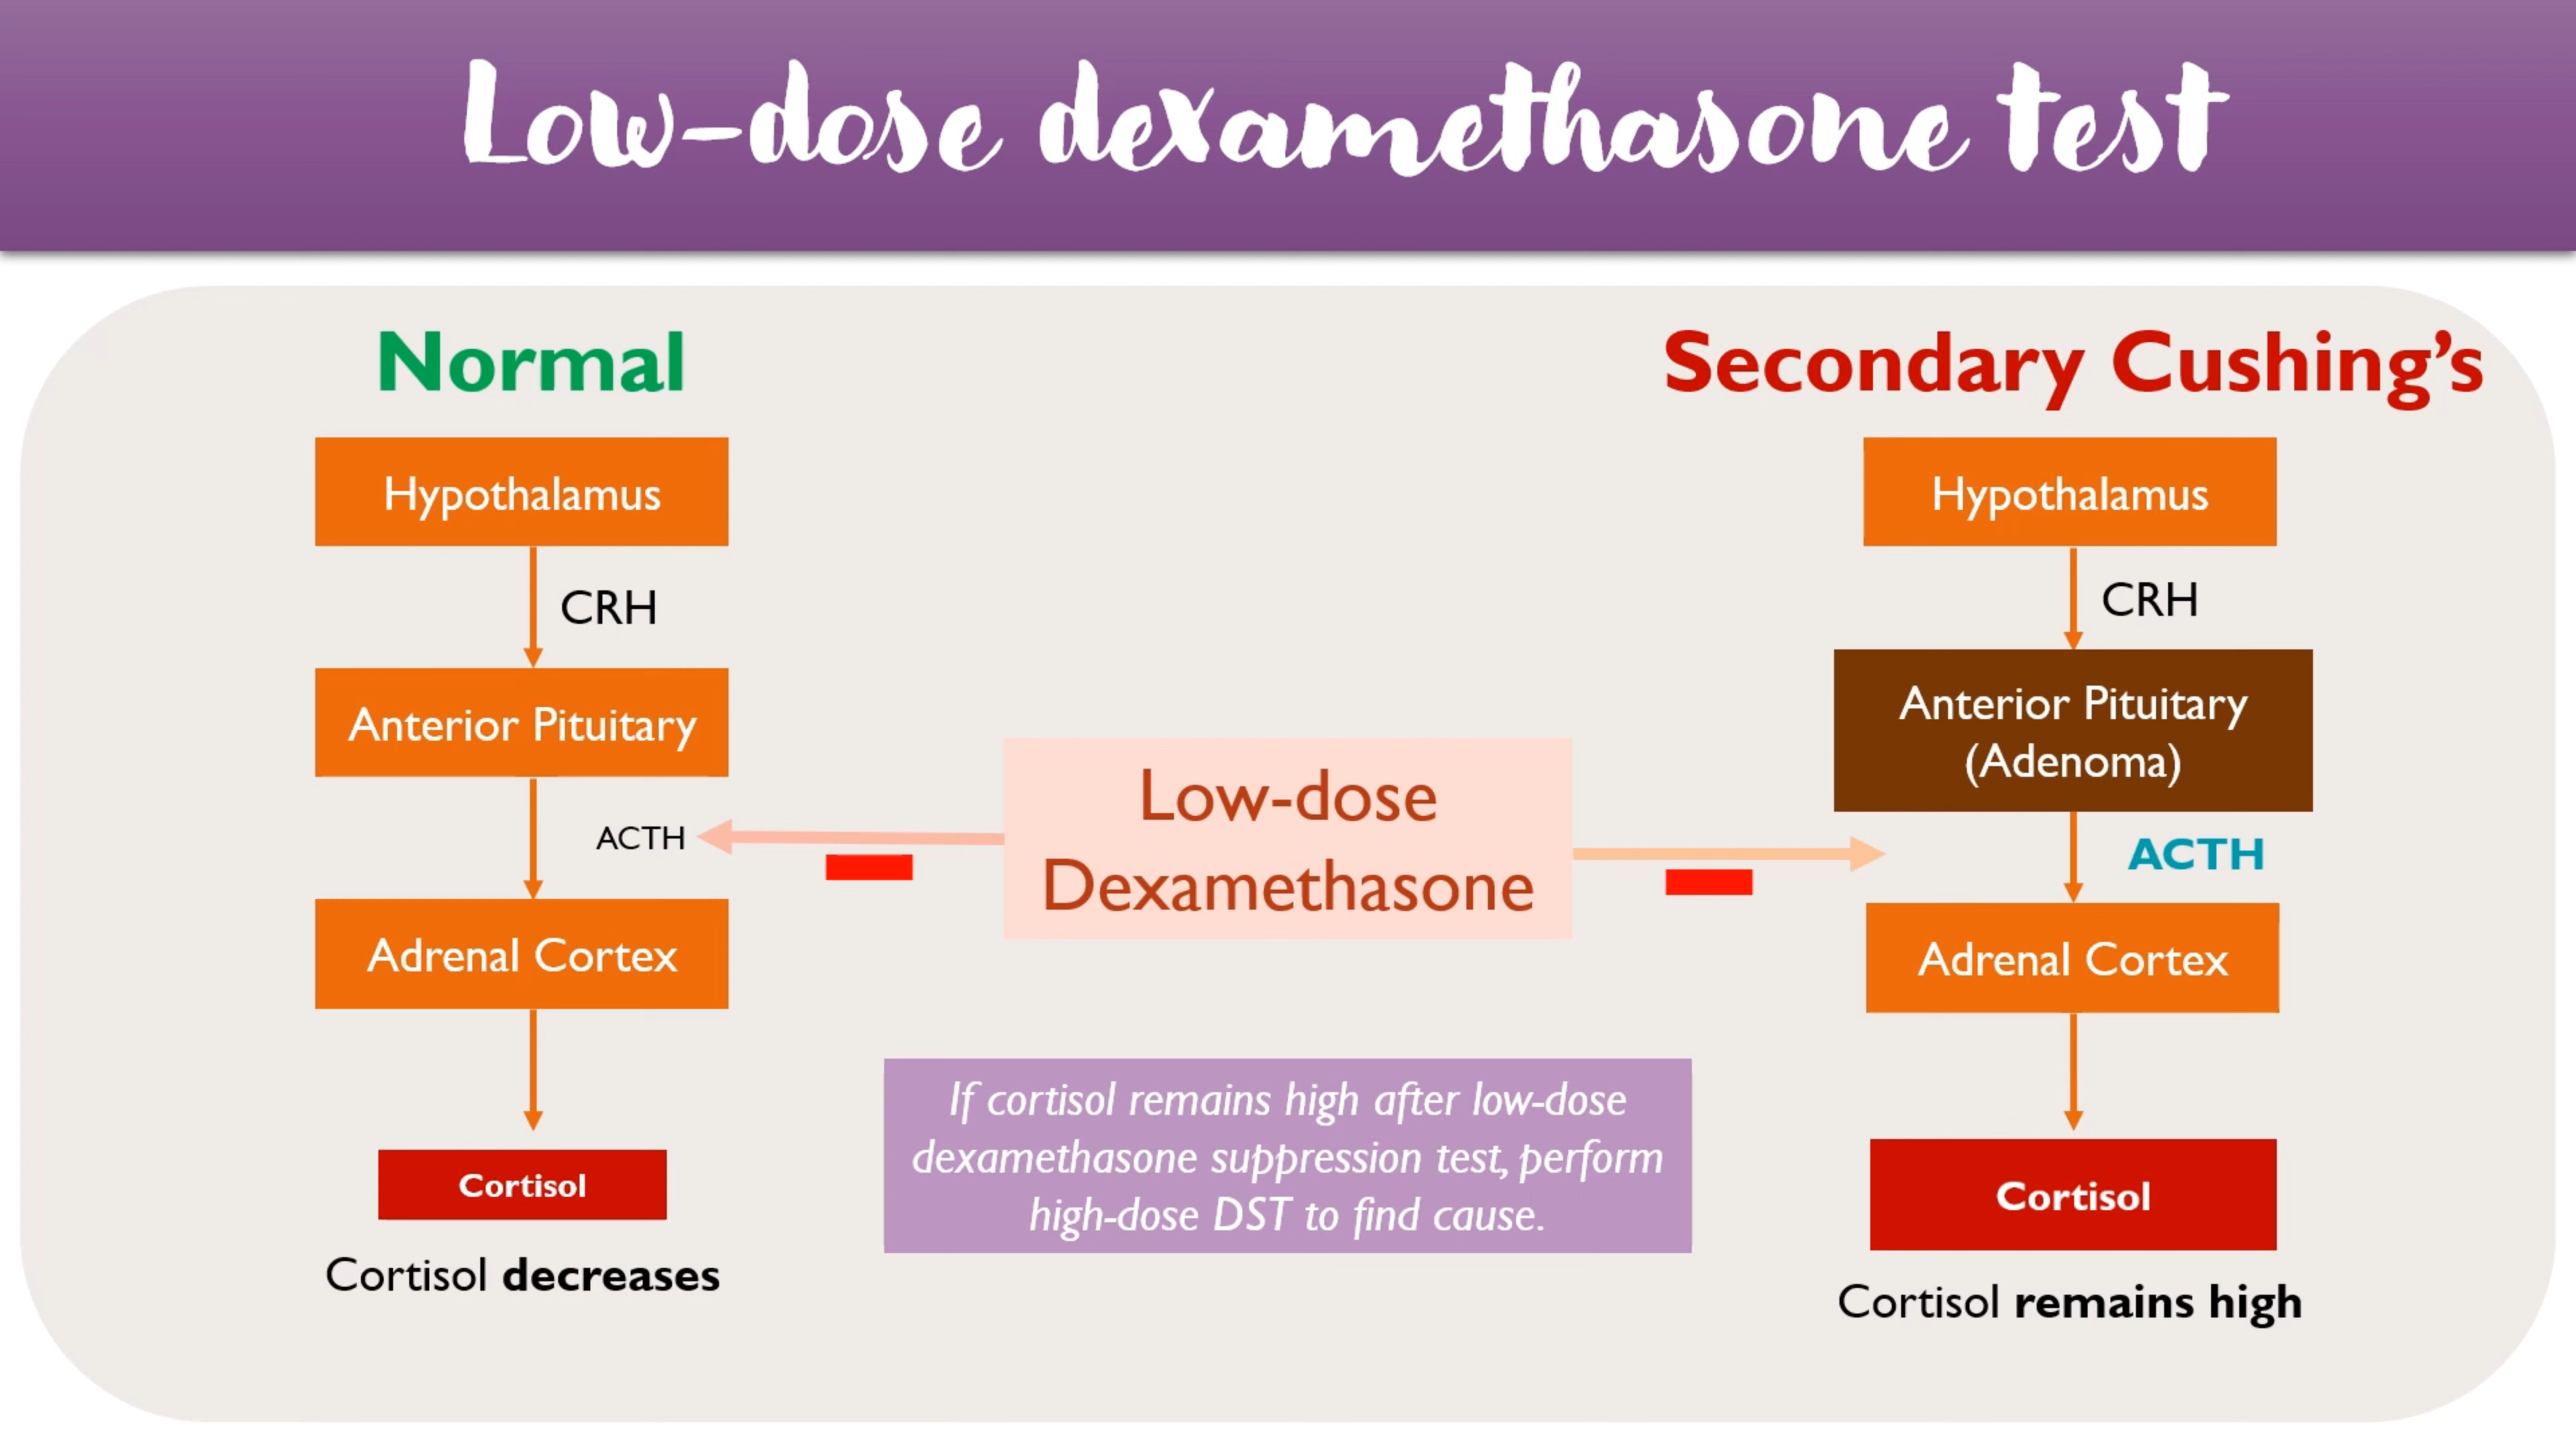 Low-dose dexamethasone test
Normal
Hypothalamus
CRH
Anterior Pituitary
ACTH
Adrenal Cortex
Cortisol
Cortisol decreases
Low-dose
Dexamethasone
If cortisol remains high after low-dose
dexamethasone suppression test, perform
high-dose DST to find cause.
Secondary Cushing’s
Hypothalamus
CRH
Anterior Pituitary
(Adenoma)
ACTH
Adrenal Cortex
Cortisol
Cortisol remains high